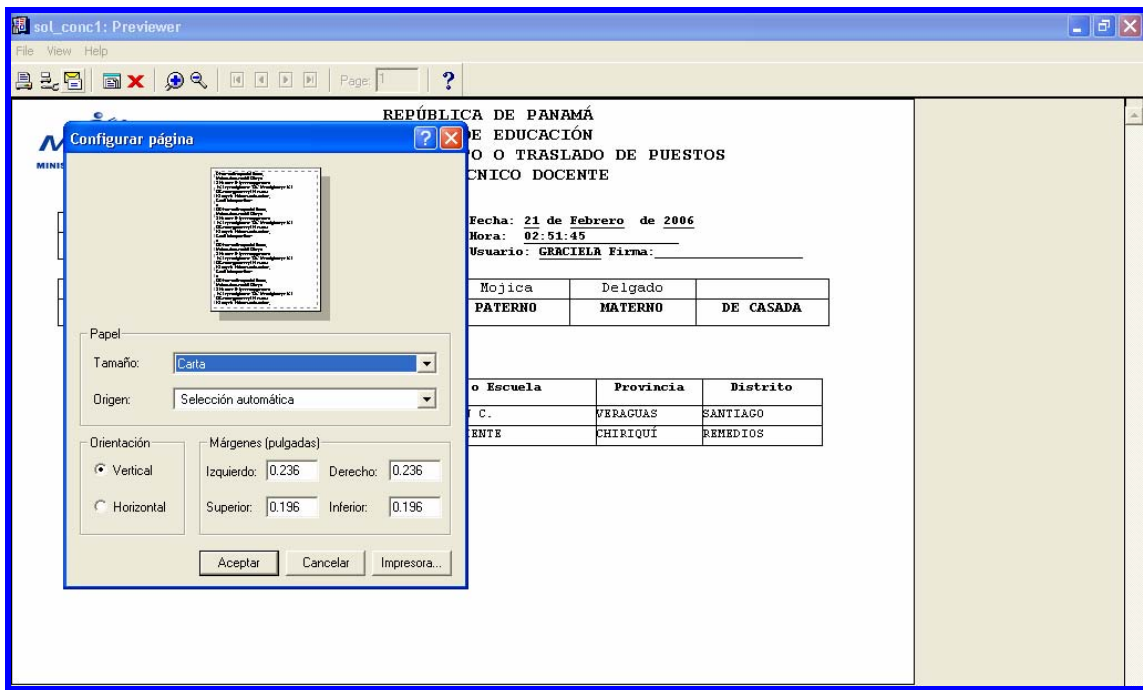 sol_conc1: Previewer
File View Help
Page: 1 ?
REPÚBLICA DE PANAMÁ
DE EDUCACIÓN
O O TRASLADO DE PUESTOS
CNICO DOCENTE
MINIS
Fecha: 21 de Febrero de 2006
Hora: 02:51:45
Usuario: GRACIELA Firma:
Mojica Delgado
PATERNO MATERNO DE CASADA
o Escuela Provincia Distrito
C. VERAGUAS SANTIAGO
ENTE CHIRIQUÍ REMEDIOS
Configurar página
Papel
Tamaño: Carta
Origen: Selección automática
Orientación
Vertical
Horizontal
Márgenes (pulgadas)
Izquierdo: 0.236 Derecho: 0.236
Superior: 0.196 Inferior: 0.196
Aceptar Cancelar Impresora...